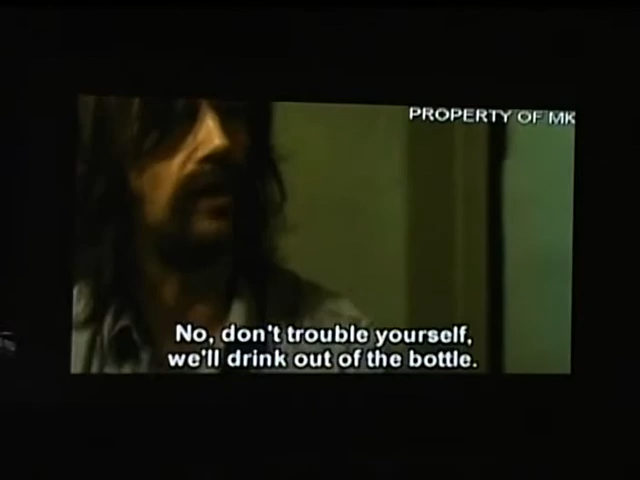 PROPERTY OF MK
No, don't trouble yourself,
we'll drink out of the bottle.